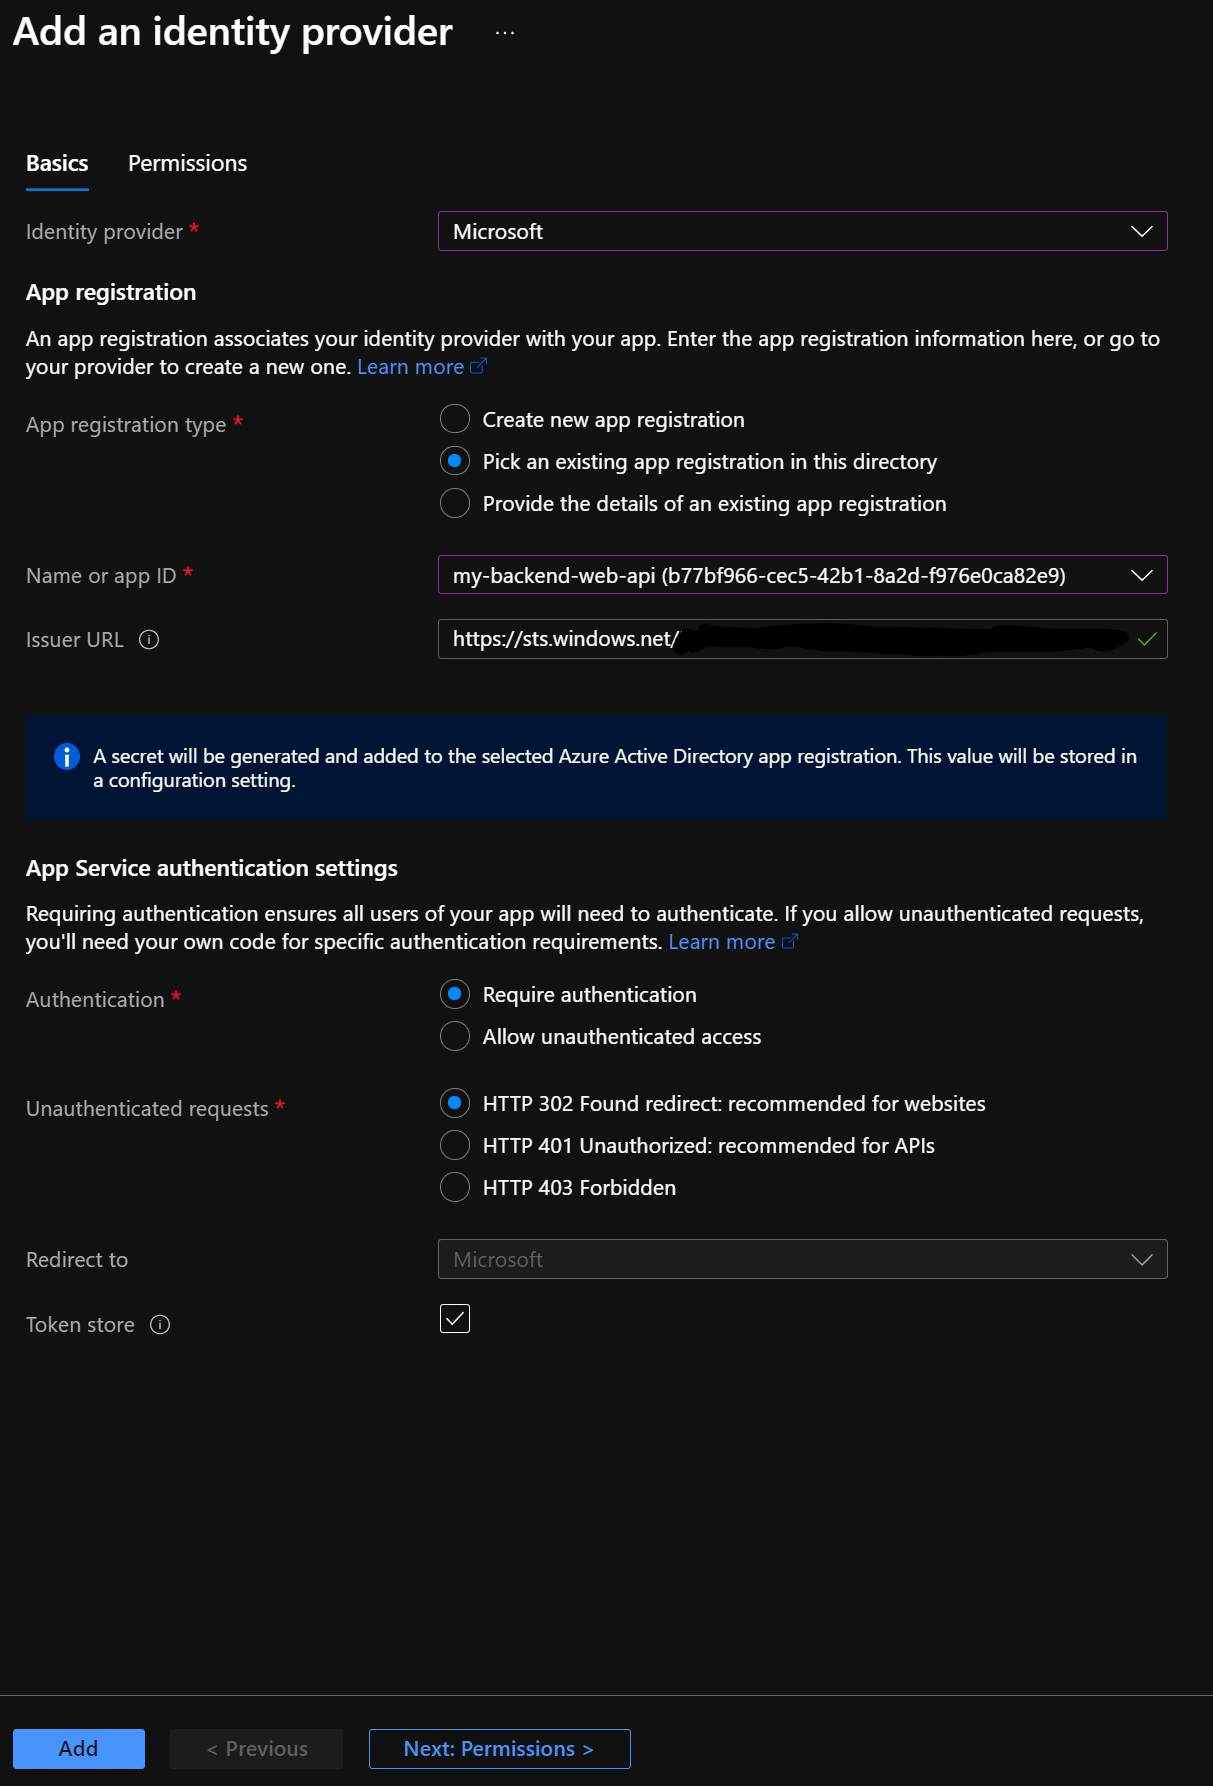 Add an identity provider ...
Basics Permissions
Identity provider * Microsoft
App registration
An app registration associates your identity provider with your app. Enter the app registration information here, or go to
your provider to create a new one. Learn more
App registration type *
Create new app registration
Pick an existing app registration in this directory
Provide the details of an existing app registration
Name or app ID * my-backend-web-api (b77bf966-cec5-42b1-8a2d-f976e0ca82e9)
Issuer URL https://sts.windows.net/
A secret will be generated and added to the selected Azure Active Directory app registration. This value will be stored in
a configuration setting.
App Service authentication settings
Requiring authentication ensures all users of your app will need to authenticate. If you allow unauthenticated requests,
you'll need your own code for specific authentication requirements. Learn more
Authentication *
Require authentication
Allow unauthenticated access
Unauthenticated requests *
HTTP 302 Found redirect: recommended for websites
HTTP 401 Unauthorized: recommended for APIs
HTTP 403 Forbidden
Redirect to Microsoft
Token store
Add < Previous Next: Permissions >